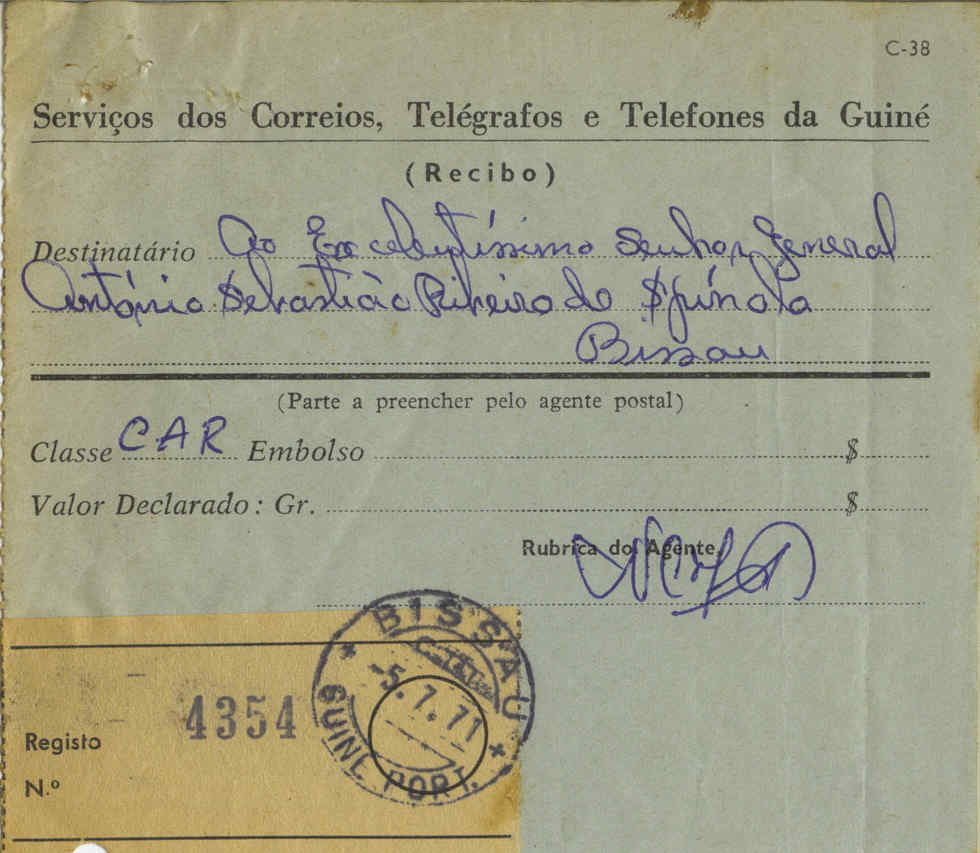 C-38
Serviços dos Correios, Telégrafos e Telefones da Guiné
(Recibo)
Destinatário Ao Excelentíssimo Senhor General
António Sebastião Ribeiro de Spínola
Bissau
(Parte a preencher pelo agente postal)
Classe CAR Embolso $
Valor Declarado: Gr. $
Rubrica do Agente,
BISSAU
-5.7.71
GUINÉ PORT.
4354
Registo
N.º